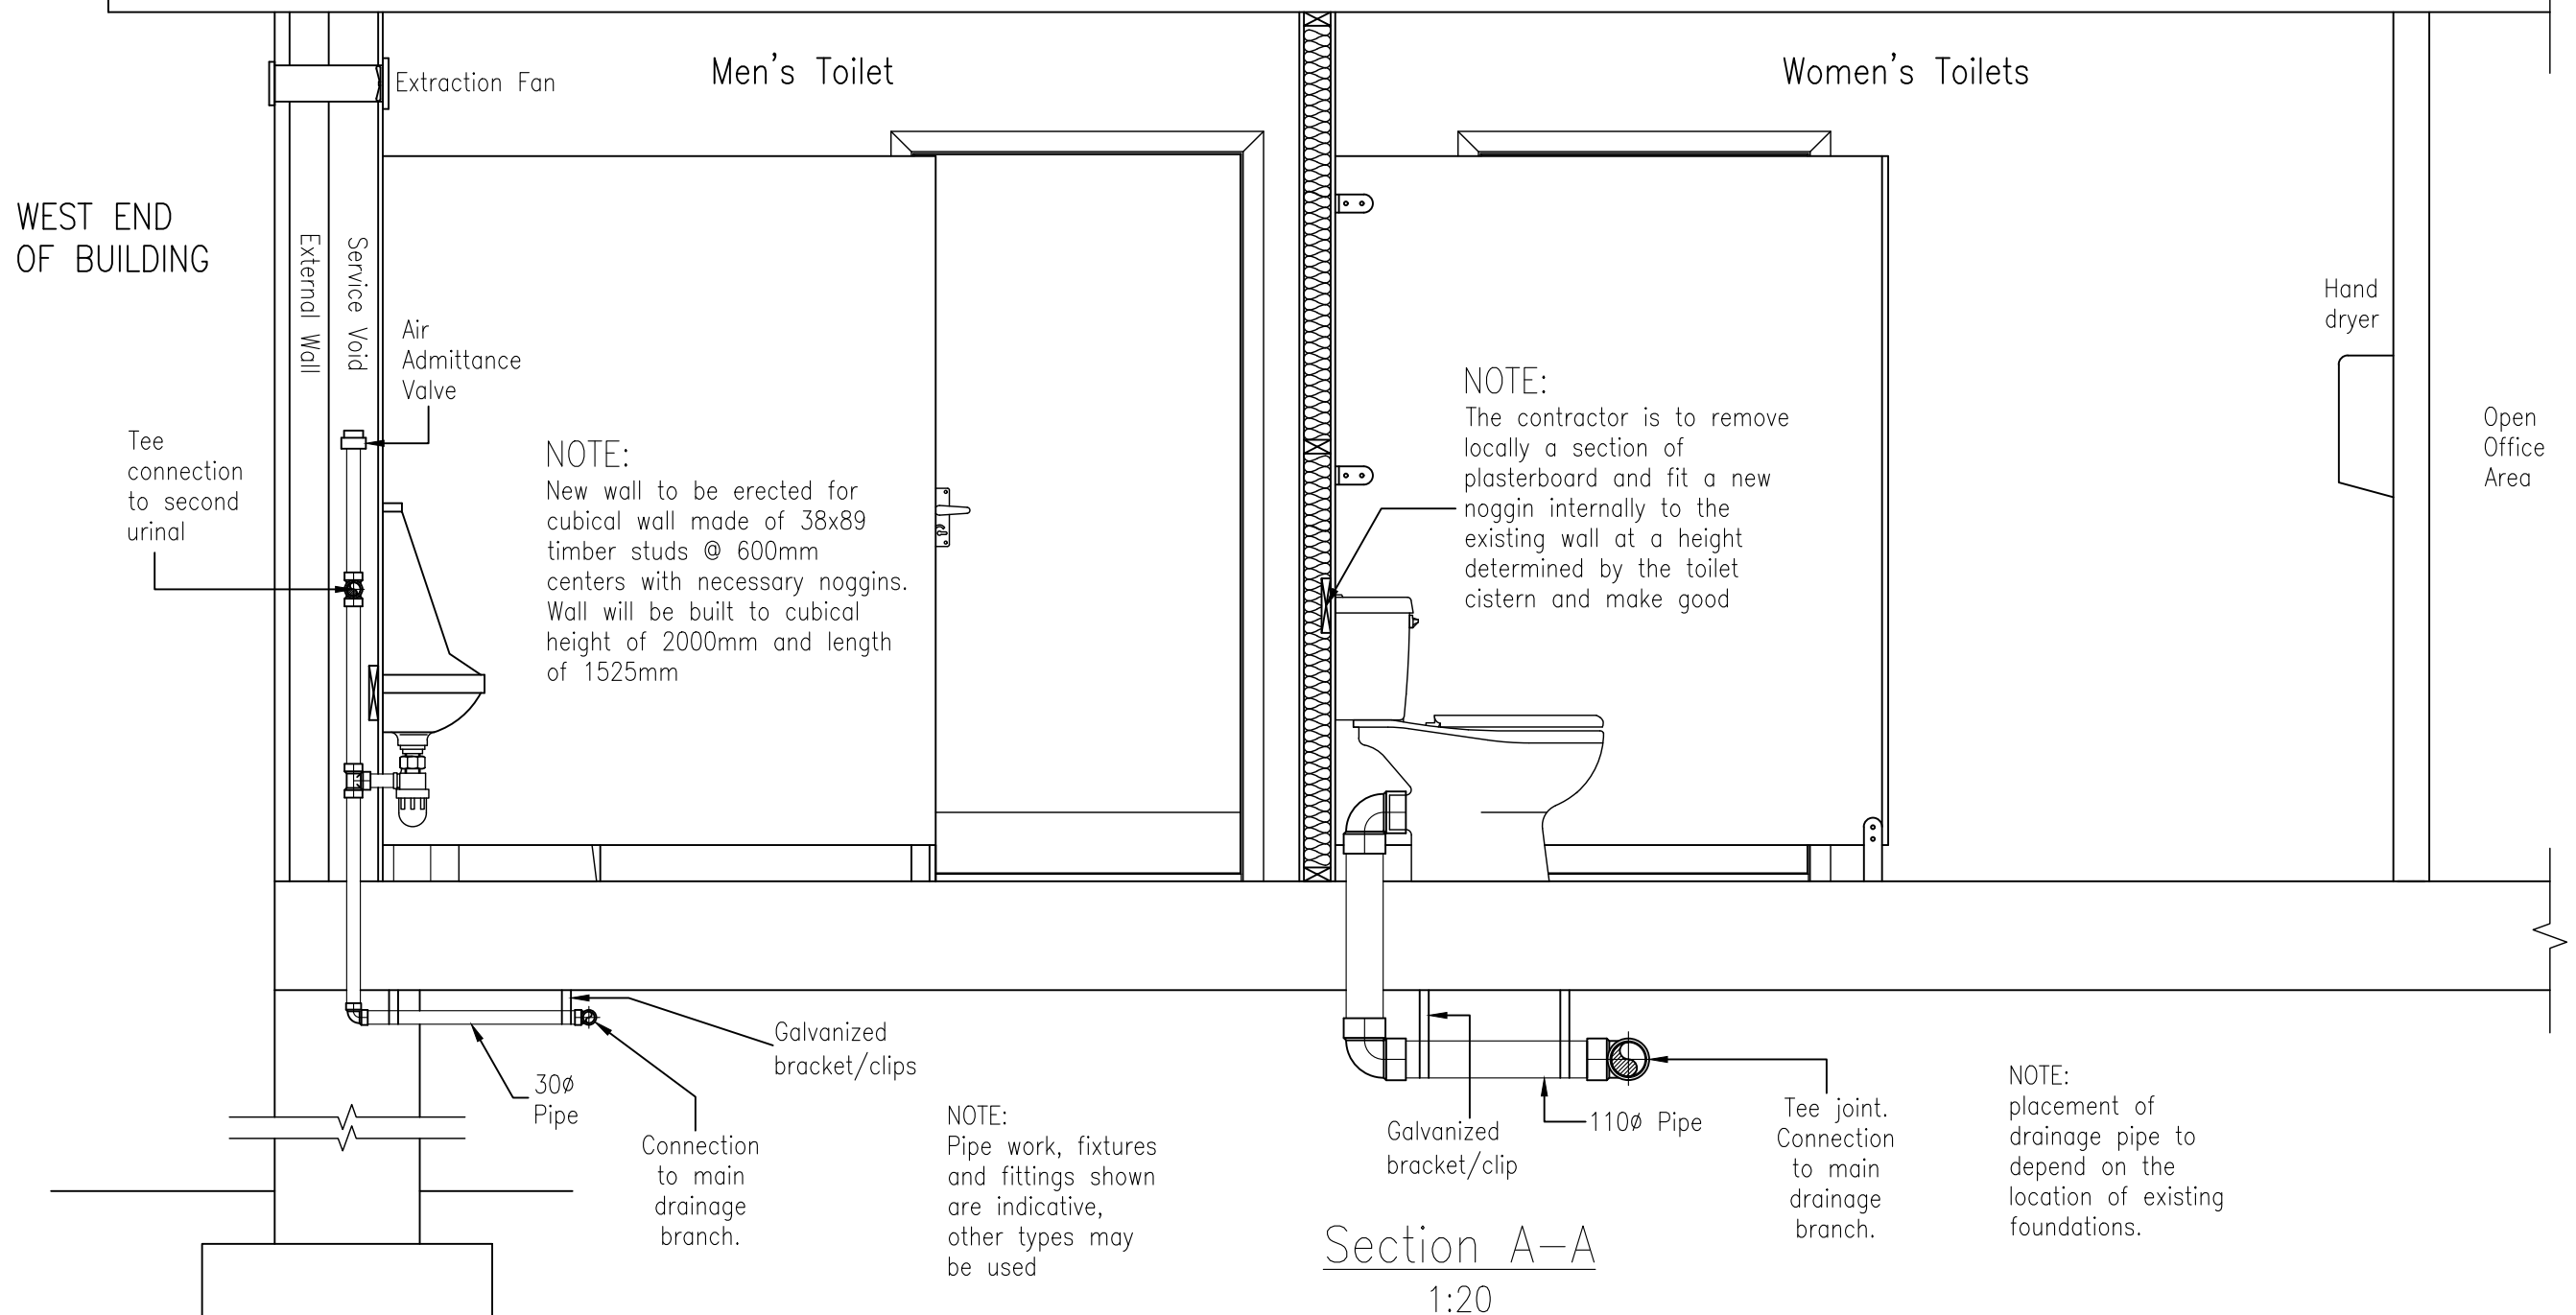 Men's Toilet
Women's Toilets
Extraction Fan
WEST END
OF BUILDING
External Wall
Service Void
Air
Admittance
Valve
Tee
connection
to second
urinal
NOTE:
New wall to be erected for
cubical wall made of 38x89
timber studs @ 600mm
centers with necessary noggins.
Wall will be built to cubical
height of 2000mm and length
of 1525mm
NOTE:
The contractor is to remove
locally a section of
plasterboard and fit a new
noggin internally to the
existing wall at a height
determined by the toilet
cistern and make good
Hand
dryer
Open
Office
Area
Galvanized
bracket/clips
30ø
Pipe
Connection
to main
drainage
branch.
NOTE:
Pipe work, fixtures
and fittings shown
are indicative,
other types may
be used
Galvanized
bracket/clip
110ø Pipe
Tee joint.
Connection
to main
drainage
branch.
NOTE:
placement of
drainage pipe to
depend on the
location of existing
foundations.
Section A-A
1:20